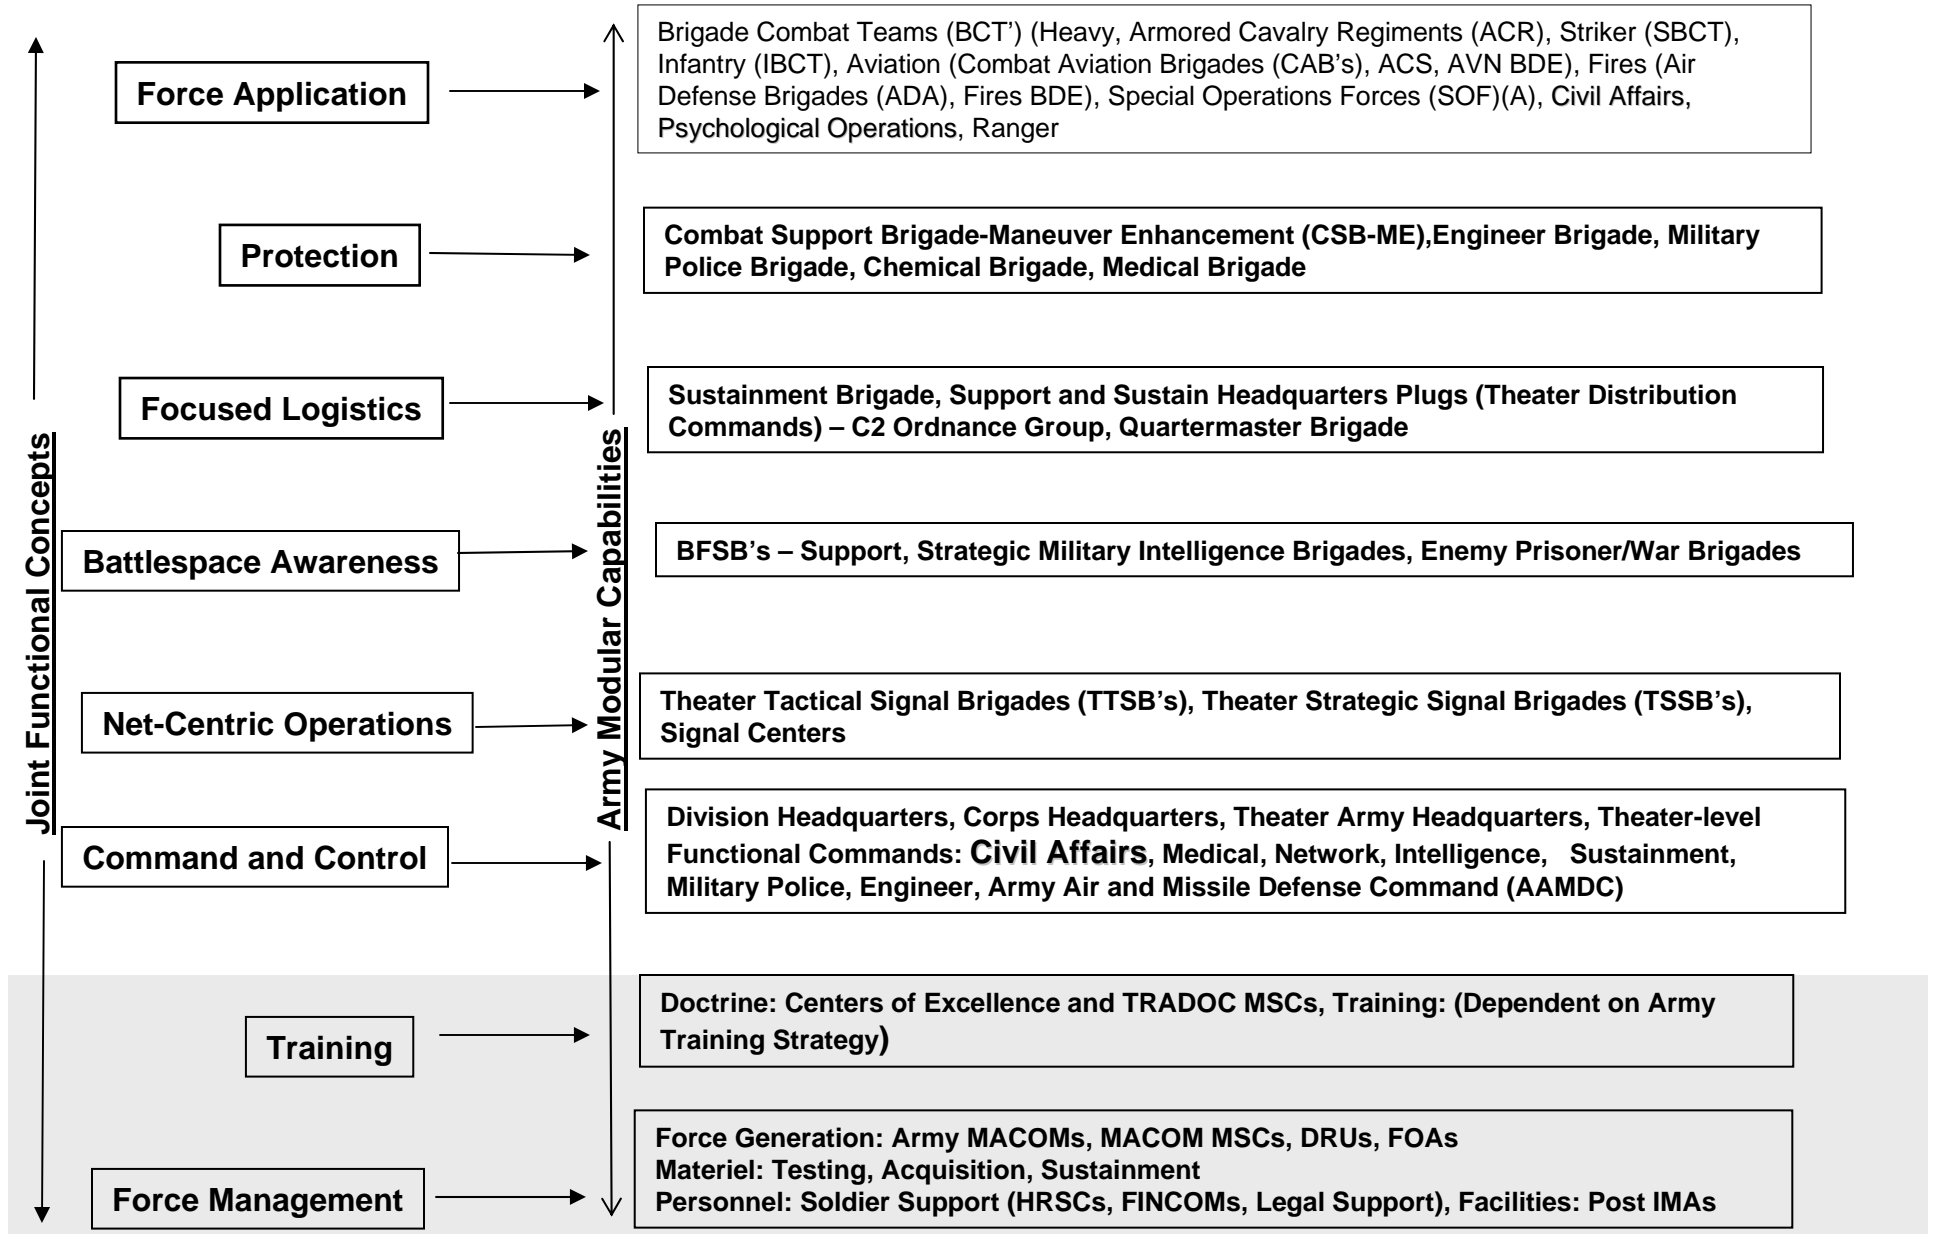 Joint Functional Concepts
Army Modular Capabilities
Force Application
Brigade Combat Teams (BCT’) (Heavy, Armored Cavalry Regiments (ACR), Striker (SBCT),
Infantry (IBCT), Aviation (Combat Aviation Brigades (CAB’s), ACS, AVN BDE), Fires (Air
Defense Brigades (ADA), Fires BDE), Special Operations Forces (SOF)(A), Civil Affairs,
Psychological Operations, Ranger
Protection
Combat Support Brigade-Maneuver Enhancement (CSB-ME),Engineer Brigade, Military
Police Brigade, Chemical Brigade, Medical Brigade
Focused Logistics
Sustainment Brigade, Support and Sustain Headquarters Plugs (Theater Distribution
Commands) – C2 Ordnance Group, Quartermaster Brigade
Battlespace Awareness
BFSB’s – Support, Strategic Military Intelligence Brigades, Enemy Prisoner/War Brigades
Net-Centric Operations
Theater Tactical Signal Brigades (TTSB’s), Theater Strategic Signal Brigades (TSSB’s),
Signal Centers
Command and Control
Division Headquarters, Corps Headquarters, Theater Army Headquarters, Theater-level
Functional Commands: Civil Affairs, Medical, Network, Intelligence, Sustainment,
Military Police, Engineer, Army Air and Missile Defense Command (AAMDC)
Training
Doctrine: Centers of Excellence and TRADOC MSCs, Training: (Dependent on Army
Training Strategy)
Force Management
Force Generation: Army MACOMs, MACOM MSCs, DRUs, FOAs
Materiel: Testing, Acquisition, Sustainment
Personnel: Soldier Support (HRSCs, FINCOMs, Legal Support), Facilities: Post IMAs